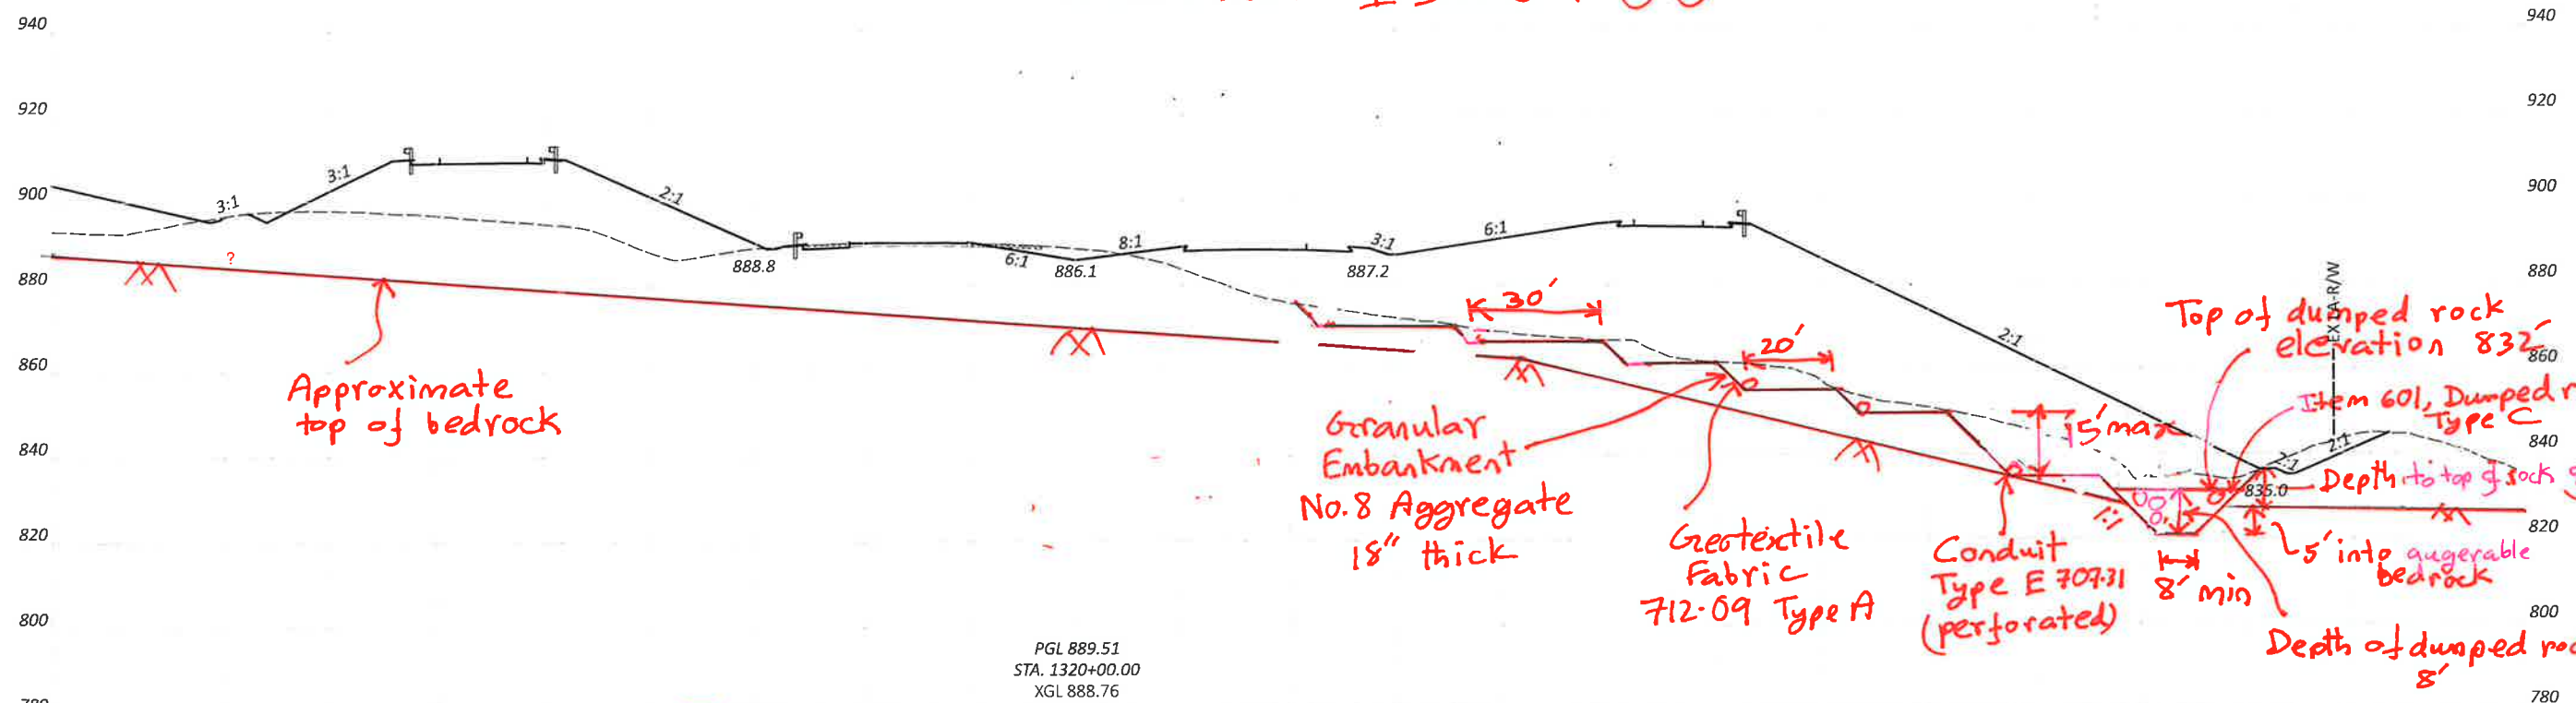 940
940
920
920
900
900
880
880
860
860
840
840
820
820
800
800
780
3:1
3:1
2:1
888.8
6:1
886.1
8:1
3:1
887.2
6:1
2:1
EX LA-R/W
2:1
2:1
835.0
?
Approximate
top of bedrock
30'
20'
Granular
Embankment
No.8 Aggregate
18" thick
Geotextile
Fabric
712.09 Type A
15' max
Conduit
Type E 707.31
(perforated)
1:1
8' min
Top of dumped rock
elevation 832'
Item 601, Dumped
Type C
Depth to top of rock
5' into augerable
bedrock
Depth of dumped
8'
PGL 889.51
STA. 1320+00.00
XGL 888.76